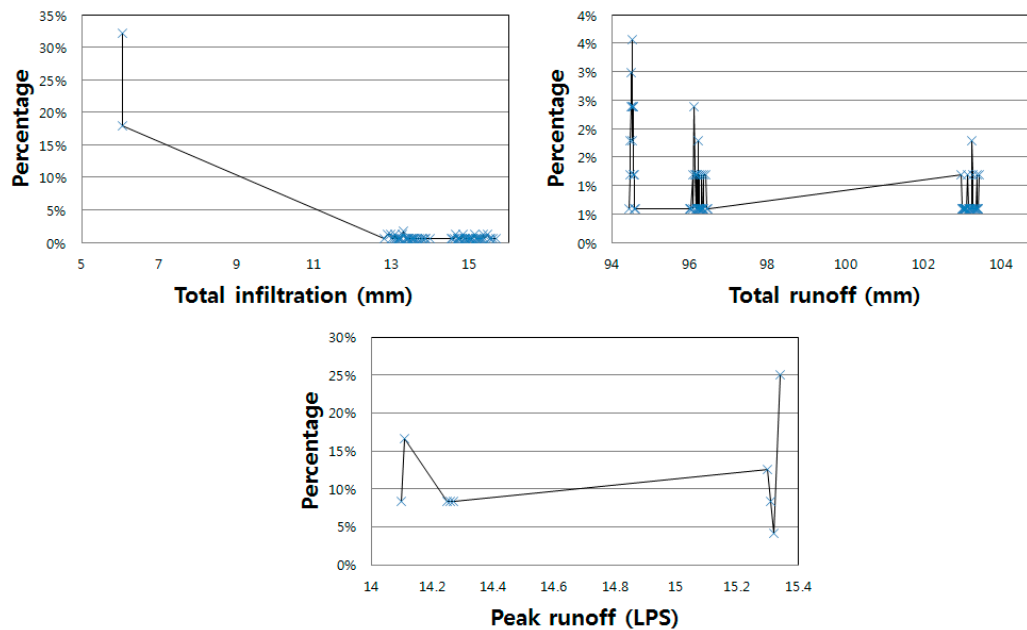 35%
30%
25%
20%
15%
10%
5%
0%
Percentage
5 7 9 11 13 15
Total infiltration (mm)
4%
4%
3%
3%
2%
2%
1%
1%
0%
Percentage
94 96 98 100 102 104
Total runoff (mm)
30%
25%
20%
15%
10%
5%
0%
Percentage
14 14.2 14.4 14.6 14.8 15 15.2 15.4
Peak runoff (LPS)